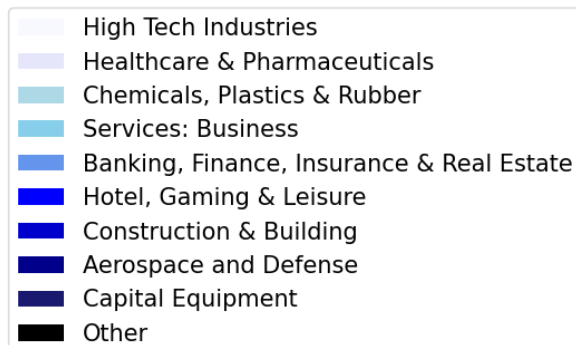 High Tech Industries
Healthcare & Pharmaceuticals
Chemicals, Plastics & Rubber
Services: Business
Banking, Finance, Insurance & Real Estate
Hotel, Gaming & Leisure
Construction & Building
Aerospace and Defense
Capital Equipment
Other